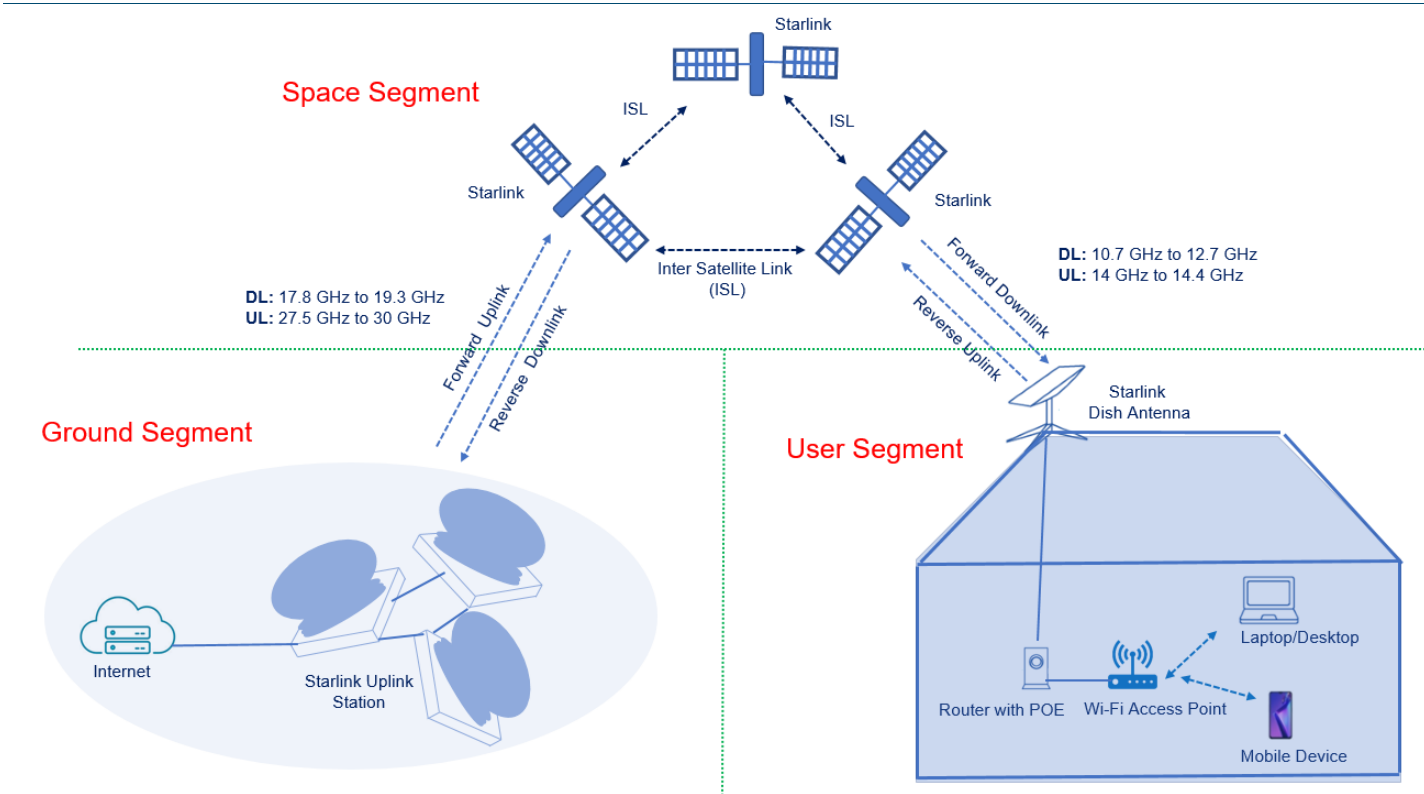 Starlink
Space Segment
ISL
ISL
Starlink
Starlink
Inter Satellite Link
(ISL)
DL: 10.7 GHz to 12.7 GHz
UL: 14 GHz to 14.4 GHz
DL: 17.8 GHz to 19.3 GHz
UL: 27.5 GHz to 30 GHz
Forward Uplink
Reverse Downlink
Forward Downlink
Reverse Uplink
Ground Segment
User Segment
Starlink
Dish Antenna
Internet
Starlink Uplink
Station
Laptop/Desktop
Router with POE
Wi-Fi Access Point
Mobile Device